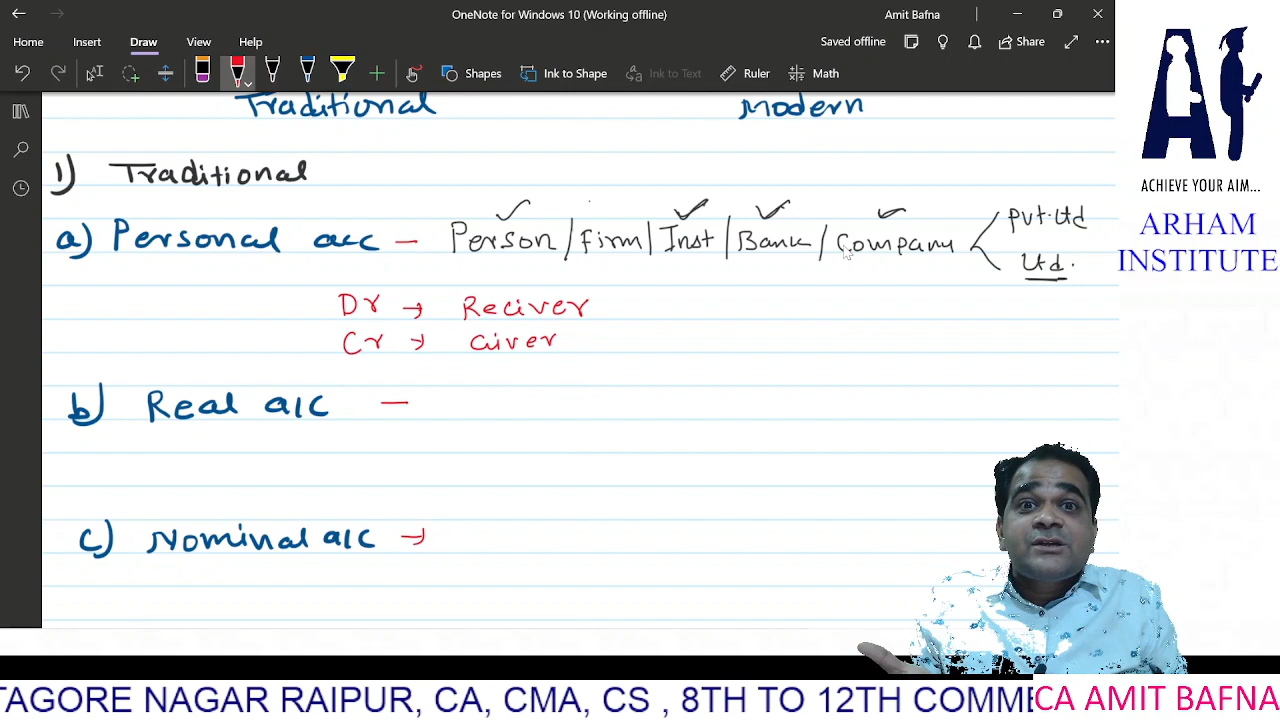 OneNote for Windows 10 (Working offline)
Amit Bafna
Home Insert Draw View Help
Saved offline
Share
Shapes
Ink to Shape
Ink to Text
Ruler
Math
Traditional Modern
1) Traditional
a) Personal acc - Person / firm / Inst / Bank / Company
Pvt. Ltd
Ltd.
Dr → Reciver
Cr → Giver
b) Real a/c -
c) Nominal a/c →
AI
ACHIEVE YOUR AIM...
ARHAM
INSTITUTE
TAGORE NAGAR RAIPUR, CA, CMA, CS , 8TH TO 12TH COMME
CA AMIT BAFNA